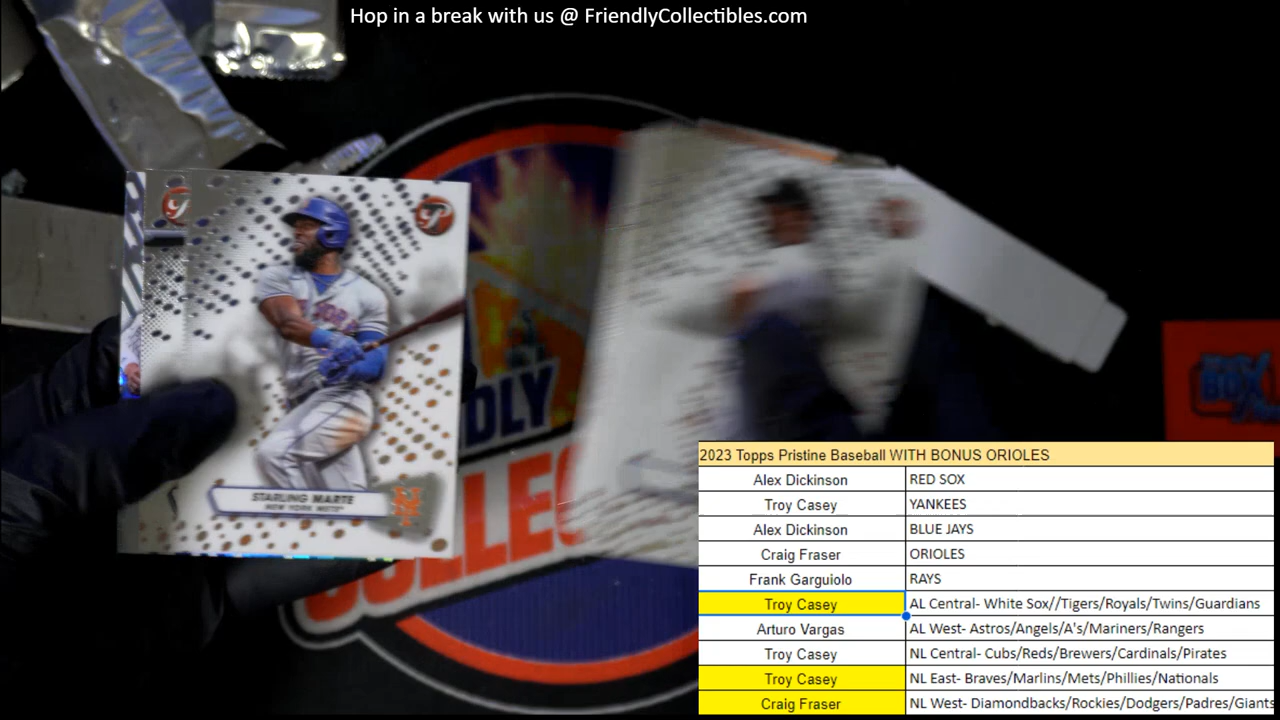 Hop in a break with us @ FriendlyCollectibles.com
STARLING MARTE
NEW YORK METS
DLY
COLLEC
BOX
2023 Topps Pristine Baseball WITH BONUS ORIOLES
Alex Dickinson RED SOX
Troy Casey YANKEES
Alex Dickinson BLUE JAYS
Craig Fraser ORIOLES
Frank Garguiolo RAYS
Troy Casey AL Central- White Sox//Tigers/Royals/Twins/Guardians
Arturo Vargas AL West- Astros/Angels/A's/Mariners/Rangers
Troy Casey NL Central- Cubs/Reds/Brewers/Cardinals/Pirates
Troy Casey NL East- Braves/Marlins/Mets/Phillies/Nationals
Craig Fraser NL West- Diamondbacks/Rockies/Dodgers/Padres/Giants